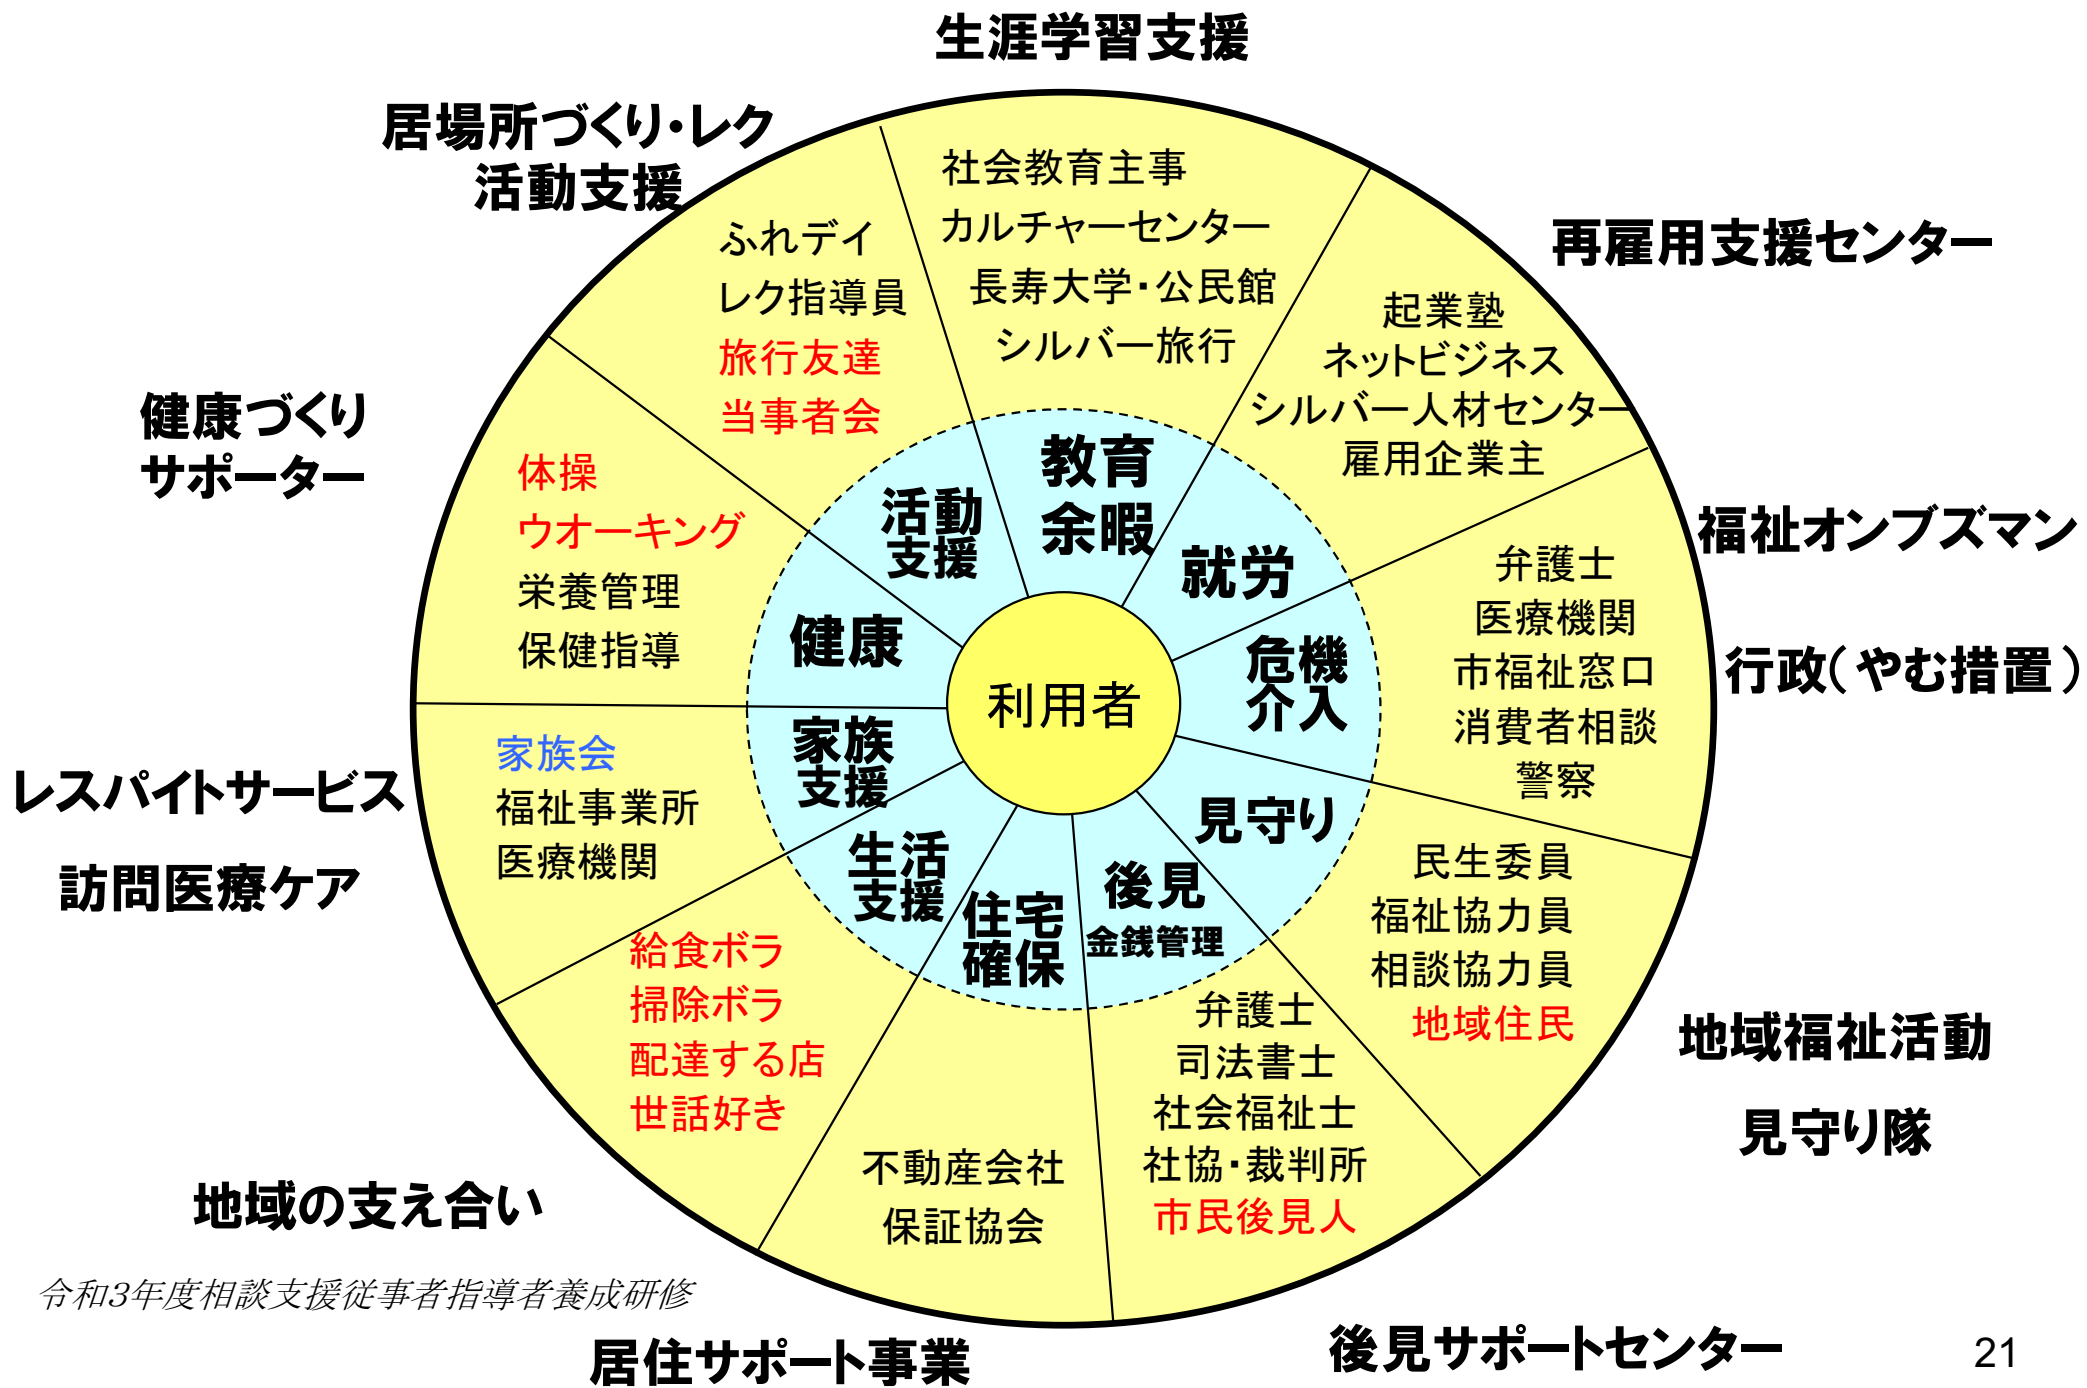 生涯学習支援
居場所づくり・レク
活動支援
社会教育主事
カルチャーセンター
長寿大学・公民館
シルバー旅行
ふれデイ
レク指導員
旅行友達
当事者会
再雇用支援センター
起業塾
ネットビジネス
シルバー人材センター
雇用企業主
健康づくり
サポーター
体操
ウオーキング
栄養管理
保健指導
教育
余暇
活動
支援
就労
健康
危機
介入
利用者
家族
支援
見守り
生活
支援
後見
金銭管理
住宅
確保
福祉オンブズマン
弁護士
医療機関
市福祉窓口
消費者相談
警察
行政(やむ措置)
レスパイトサービス
訪問医療ケア
家族会
福祉事業所
医療機関
民生委員
福祉協力員
相談協力員
地域住民
地域福祉活動
見守り隊
給食ボラ
掃除ボラ
配達する店
世話好き
弁護士
司法書士
社会福祉士
社協・裁判所
市民後見人
不動産会社
保証協会
地域の支え合い
令和3年度相談支援従事者指導者養成研修
居住サポート事業
後見サポートセンター
21